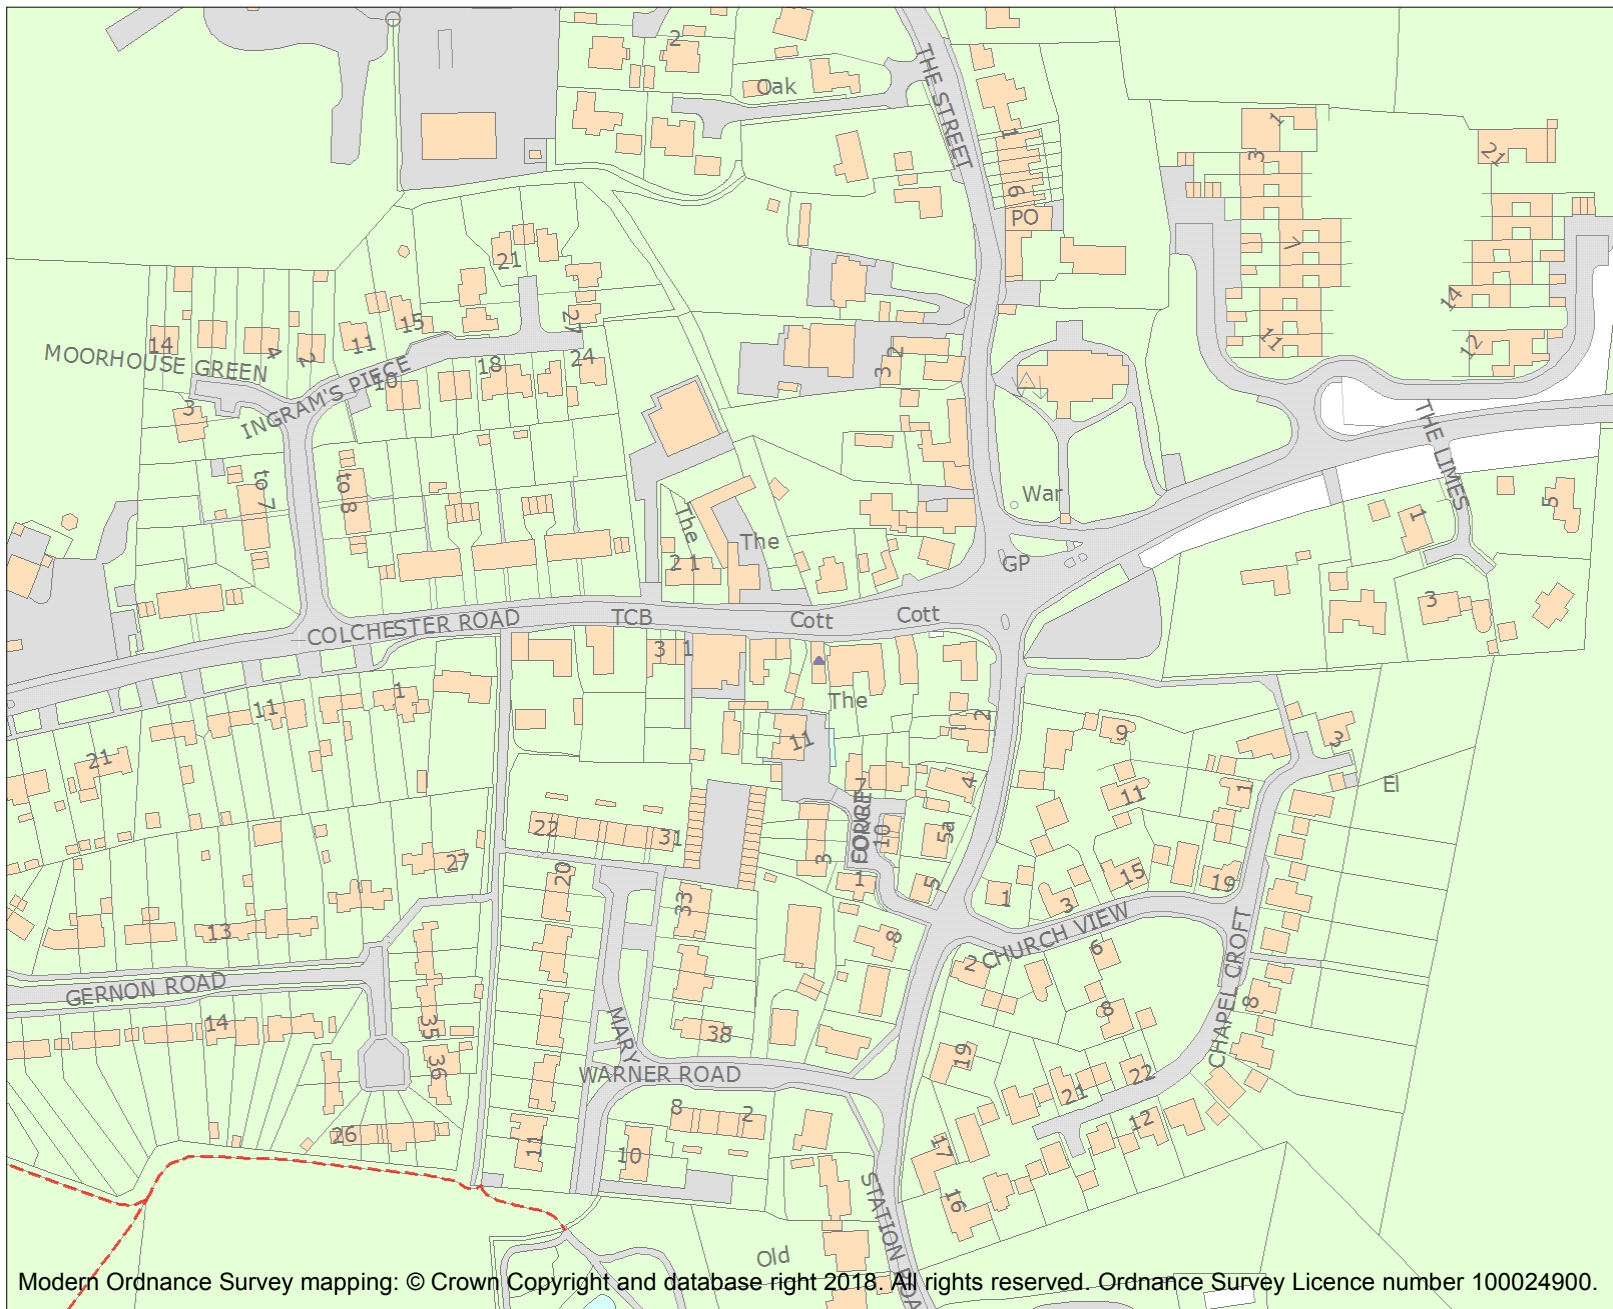 2
Oak
THE STREET
1
6
PO
1
3
7
11
21
14
12
21
27
14
4
2
11
15
MOORHOUSE GREEN
INGRAM'S PIECE
10
18
24
3 2
3
to 7
to 8
War
THE LIMES
1
5
3
The
The
2 1
GP
COLCHESTER ROAD
TCB
Cott
Cott
3 1
The
2
11
1
11
21
7
4
9
3
El
11
1
FORGE
10
5a
22
31
3
1
5
27
20
33
8
1
3
15
19
CHURCH VIEW
2
6
CHAPEL CROFT
8
8
13
GERNON ROAD
14
35
36
26
MARY
WARNER ROAD
38
8
2
10
11
19
21
22
12
17
16
STATION ROA
Old
Modern Ordnance Survey mapping: © Crown Copyright and database right 2018. All rights reserved. Ordnance Survey Licence number 100024900.